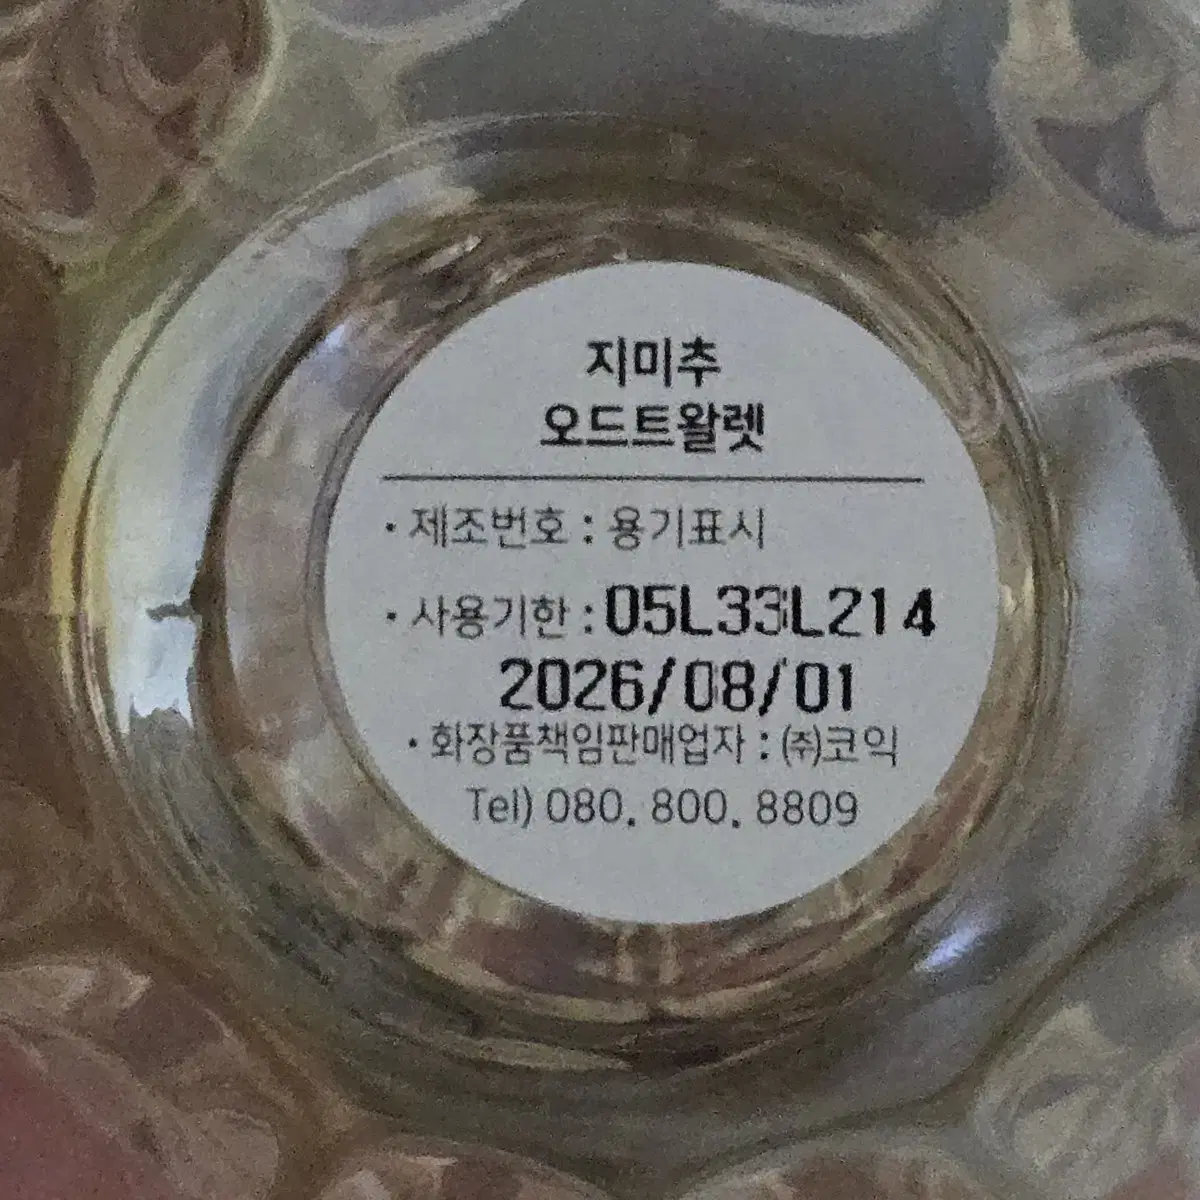 지미추
오드트왈렛
· 제조번호 : 용기표시
· 사용기한 : 05L33L214
2026/08/01
· 화장품책임판매업자 : ㈜코익
Tel) 080. 800. 8809